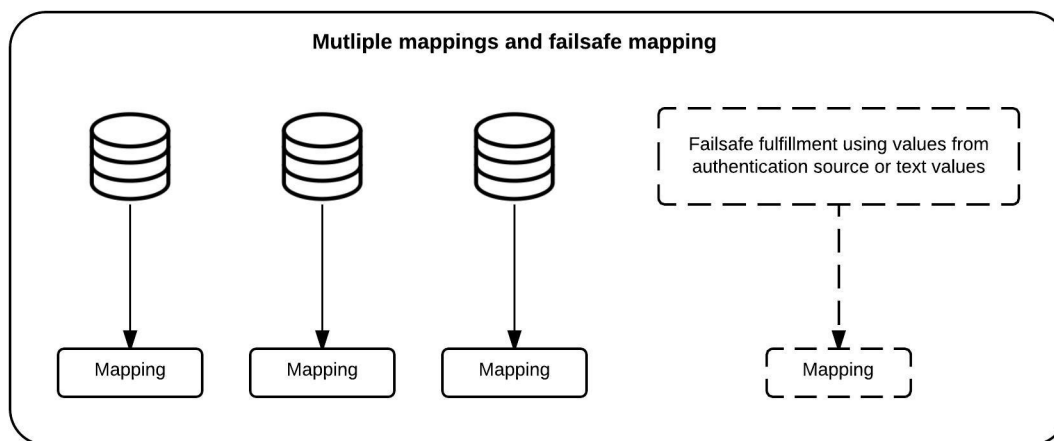 Mutliple mappings and failsafe mapping
Failsafe fulfillment using values from
authentication source or text values
Mapping
Mapping
Mapping
Mapping